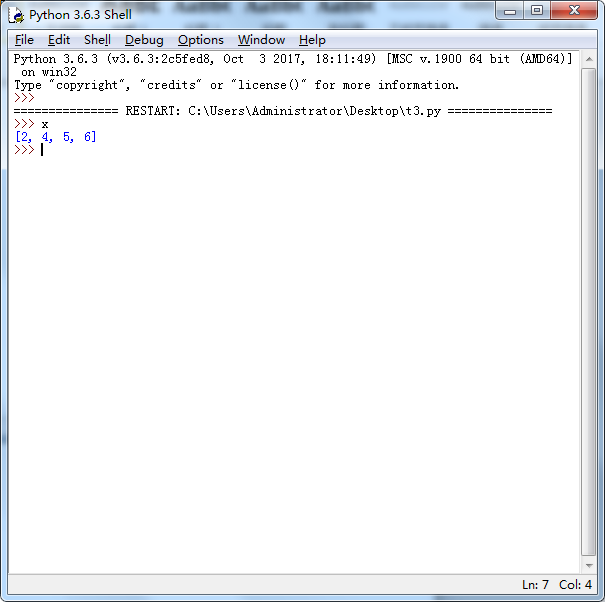 Python 3.6.3 Shell
File Edit Shell Debug Options Window Help
Python 3.6.3 (v3.6.3:2c5fed8, Oct  3 2017, 18:11:49) [MSC v.1900 64 bit (AMD64)]
 on win32
Type "copyright", "credits" or "license()" for more information.
>>>
=============== RESTART: C:\Users\Administrator\Desktop\t3.py ===============
>>> x
[2, 4, 5, 6]
>>>
Ln: 7 Col: 4